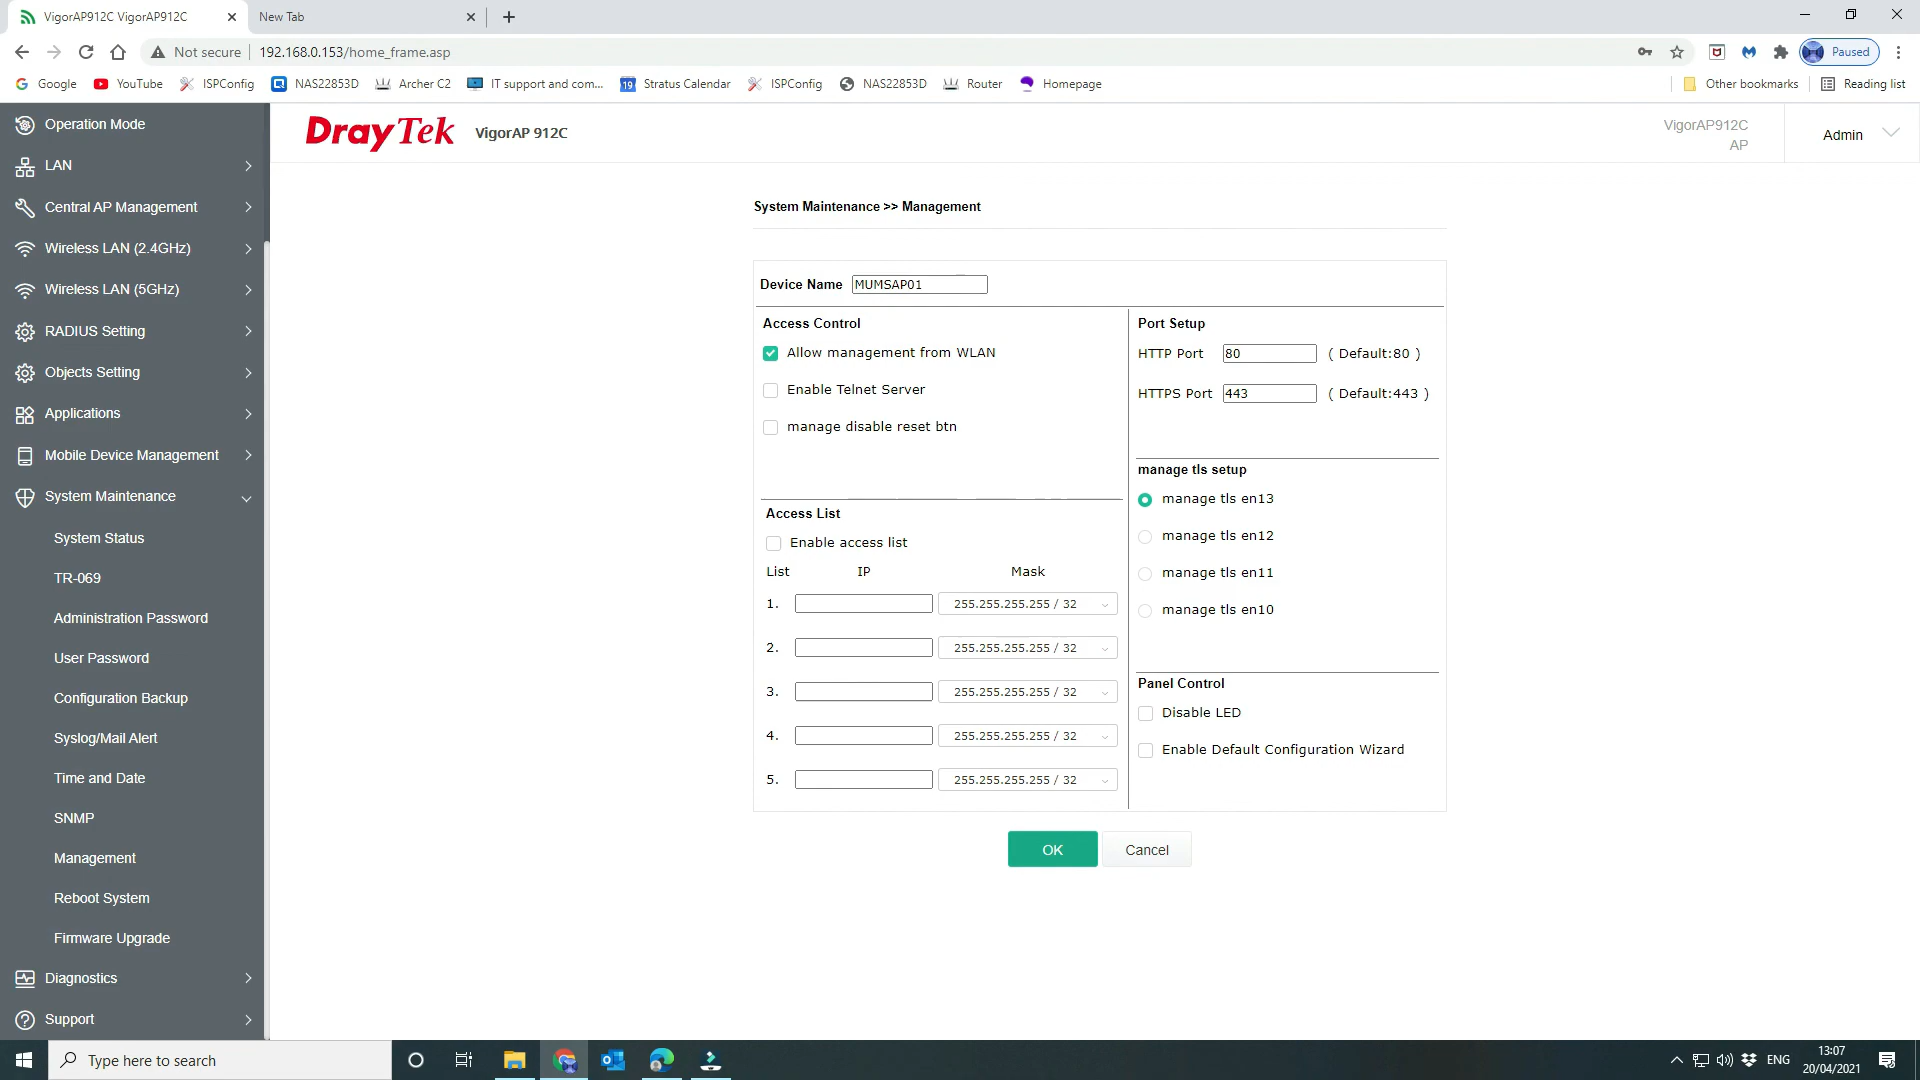 VigorAP912C VigorAP912C
New Tab
Not secure
192.168.0.153/home_frame.asp
Paused
Google
YouTube
ISPConfig
NAS22853D
Archer C2
IT support and com...
19
Stratus Calendar
ISPConfig
NAS22853D
Router
Homepage
Other bookmarks
Reading list
Operation Mode
LAN
Central AP Management
Wireless LAN (2.4GHz)
Wireless LAN (5GHz)
RADIUS Setting
Objects Setting
Applications
Mobile Device Management
System Maintenance
System Status
TR-069
Administration Password
User Password
Configuration Backup
Syslog/Mail Alert
Time and Date
SNMP
Management
Reboot System
Firmware Upgrade
Diagnostics
Support
DrayTek
VigorAP 912C
VigorAP912C
AP
Admin
System Maintenance >> Management
Device Name MUMSAP01
Access Control
Allow management from WLAN
Enable Telnet Server
manage disable reset btn
Access List
Enable access list
List IP Mask
1. 255.255.255.255 / 32
2. 255.255.255.255 / 32
3. 255.255.255.255 / 32
4. 255.255.255.255 / 32
5. 255.255.255.255 / 32
Port Setup
HTTP Port 80 ( Default:80 )
HTTPS Port 443 ( Default:443 )
manage tls setup
manage tls en13
manage tls en12
manage tls en11
manage tls en10
Panel Control
Disable LED
Enable Default Configuration Wizard
OK
Cancel
Type here to search
ENG
13:07
20/04/2021